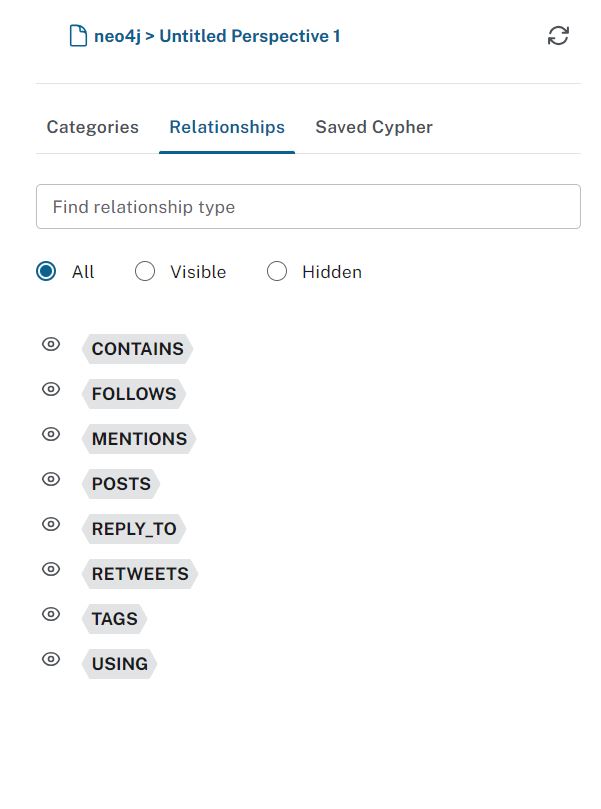 neo4j > Untitled Perspective 1
Categories Relationships Saved Cypher
Find relationship type
All Visible Hidden
CONTAINS
FOLLOWS
MENTIONS
POSTS
REPLY_TO
RETWEETS
TAGS
USING